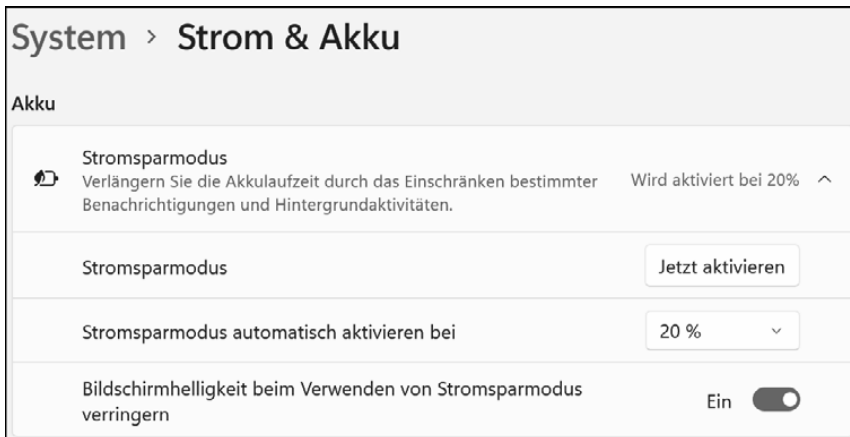 System > Strom & Akku
Akku
Stromsparmodus
Verlängern Sie die Akkulaufzeit durch das Einschränken bestimmter
Benachrichtigungen und Hintergrundaktivitäten.
Wird aktiviert bei 20%
Stromsparmodus
Jetzt aktivieren
Stromsparmodus automatisch aktivieren bei
20 %
Bildschirmhelligkeit beim Verwenden von Stromsparmodus
verringern
Ein